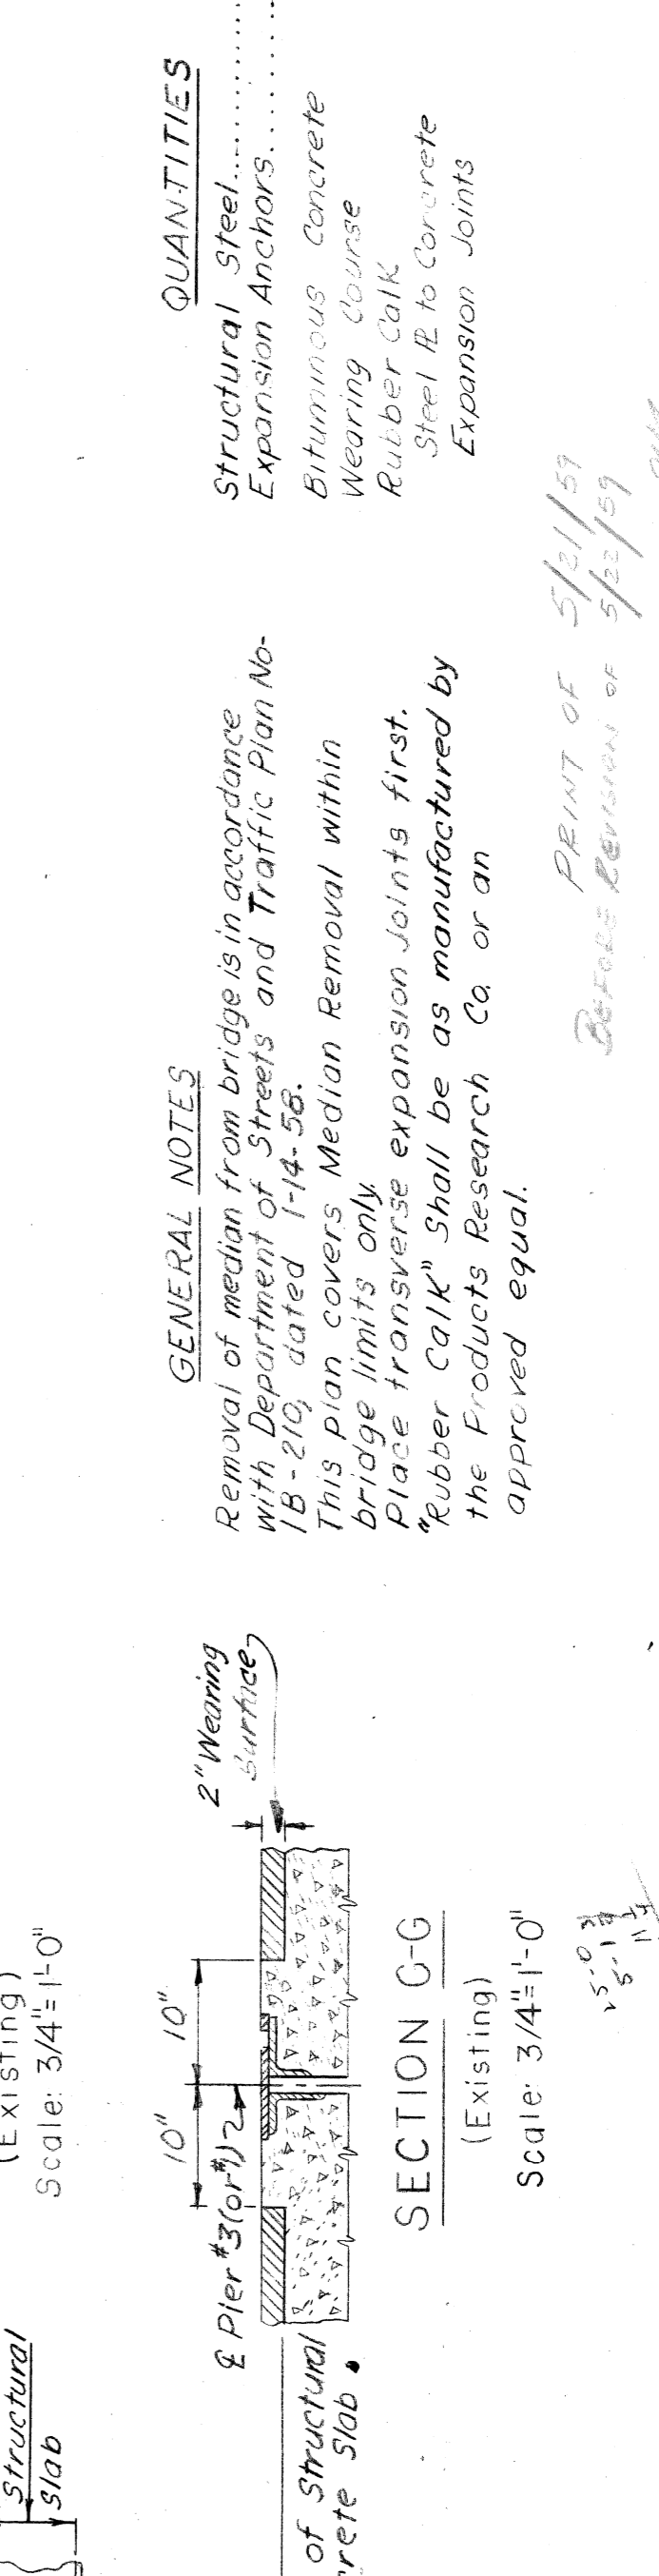 (Existing)
Scale: 3/4"=1'-0"
Structural
Slab
of Structural
rete Slab.
℄ Pier #3 (or #1)
10"
10"
2" Wearing
Surface
SECTION G-G
(Existing)
Scale: 3/4"=1'-0"
GENERAL NOTES
Removal of median from bridge is in accordance
with Department of Streets and Traffic Plan No-
1B-210, dated 1-14-58.
This plan covers Median Removal within
bridge limits only.
Place transverse expansion Joints first.
"Rubber Calk" Shall be as manufactured by
the Products Research Co. or an
approved equal.
QUANTITIES
Structural Steel..............
Expansion Anchors..........
Bituminous Concrete
Wearing Course
Rubber Calk
Steel ℞ to Concrete
Expansion Joints
PRINT OF 5/21/59
BEFORE REVISION OF 5/22/59